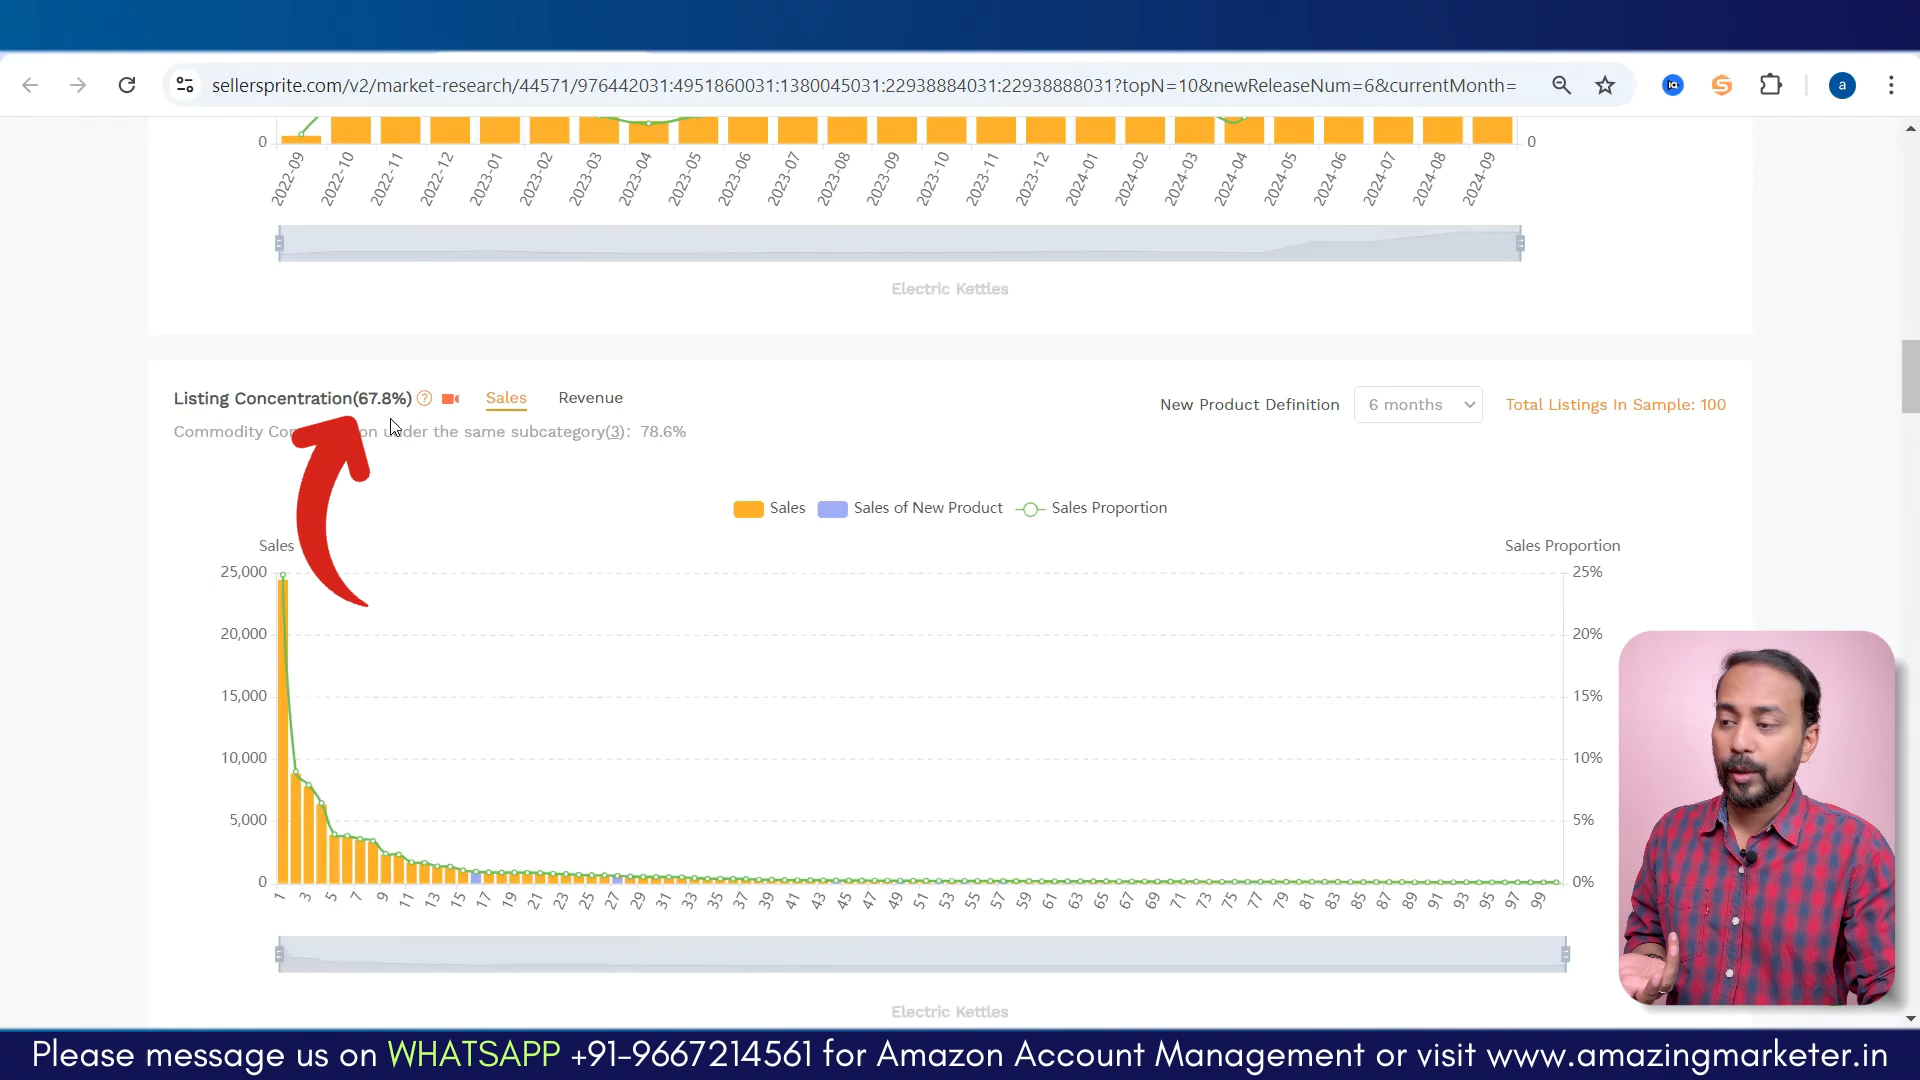 sellersprite.com/v2/market-research/44571/976442031:4951860031:1380045031:22938884031:22938888031?topN=10&newReleaseNum=6&currentMonth=
a
0
0
2022-09 2022-10 2022-11 2022-12 2023-01 2023-02 2023-03 2023-04 2023-05 2023-06 2023-07 2023-08 2023-09 2023-10 2023-11 2023-12 2024-01 2024-02 2024-03 2024-04 2024-05 2024-06 2024-07 2024-08 2024-09
Electric Kettles
Listing Concentration(67.8%) ? Sales Revenue
New Product Definition 6 months Total Listings In Sample: 100
under the same subcategory(3): 78.6%
Sales Sales of New Product Sales Proportion
Sales Sales Proportion
25,000 25%
20,000 20%
15,000 15%
10,000 10%
5,000 5%
0 0%
1 3 5 7 9 11 13 15 17 19 21 23 25 27 29 31 33 35 37 39 41 43 45 47 49 51 53 55 57 59 61 63 65 67 69 71 73 75 77 79 81 83 85 87 89 91 93 95 97 99
Electric Kettles
Please message us on WHATSAPP +91-9667214561 for Amazon Account Management or visit www.amazingmarketer.in